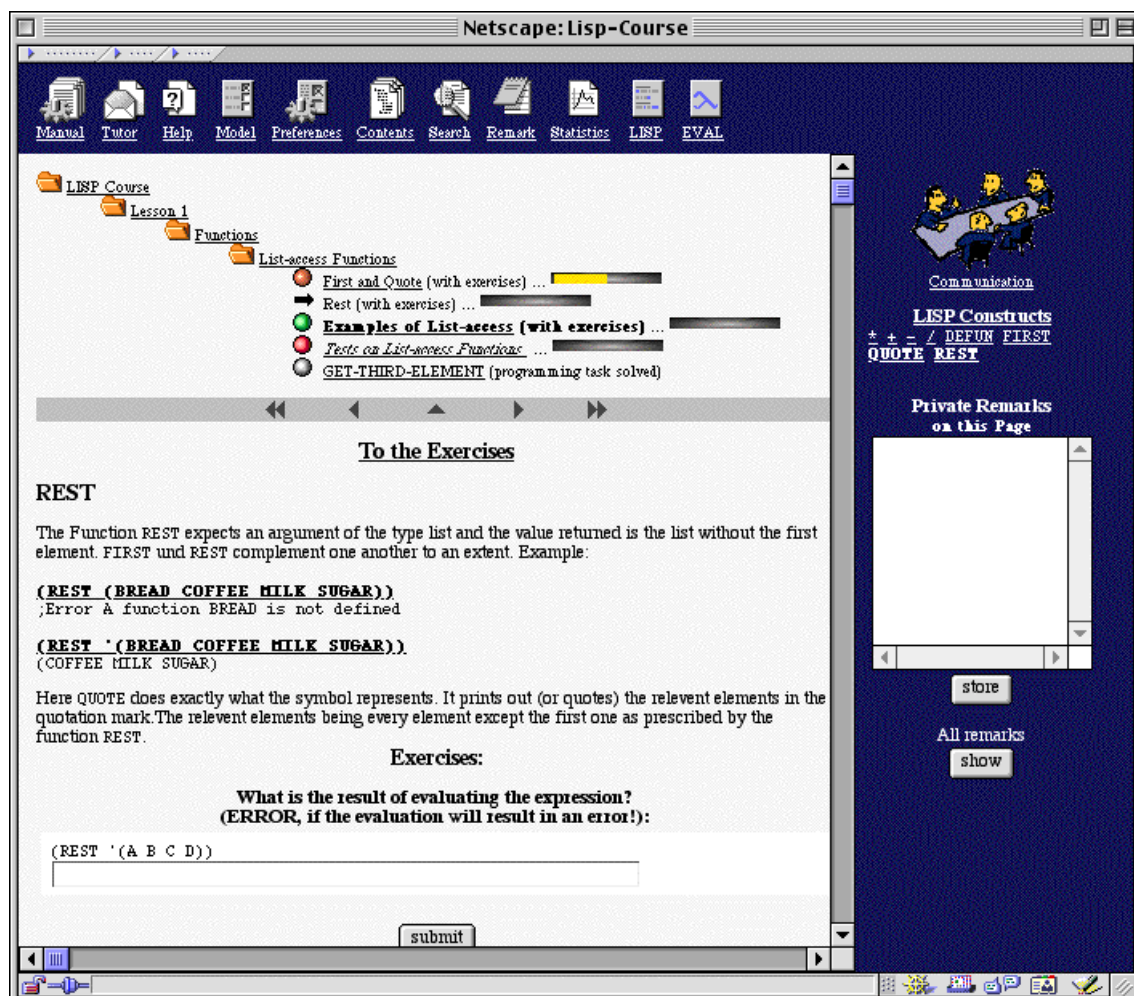 Netscape: Lisp-Course
Manual Tutor Help Model Preferences Contents Search Remark Statistics LISP EVAL
LISP Course
Lesson 1
Functions
List-access Functions
First and Quote (with exercises) ...
Rest (with exercises) ...
Examples of List-access (with exercises) ...
Tests on List-access Functions ...
GET-THIRD-ELEMENT (programming task solved)
To the Exercises
REST
The Function REST expects an argument of the type list and the value returned is the list without the first
element. FIRST und REST complement one another to an extent. Example:
(REST (BREAD COFFEE MILK SUGAR))
;Error A function BREAD is not defined
(REST '(BREAD COFFEE MILK SUGAR))
(COFFEE MILK SUGAR)
Here QUOTE does exactly what the symbol represents. It prints out (or quotes) the relevent elements in the
quotation mark.The relevent elements being every element except the first one as prescribed by the
function REST.
Exercises:
What is the result of evaluating the expression?
(ERROR, if the evaluation will result in an error!):
(REST '(A B C D))
submit
Communication
LISP Constructs
* + - / DEFUN FIRST
QUOTE REST
Private Remarks
on this Page
store
All remarks
show